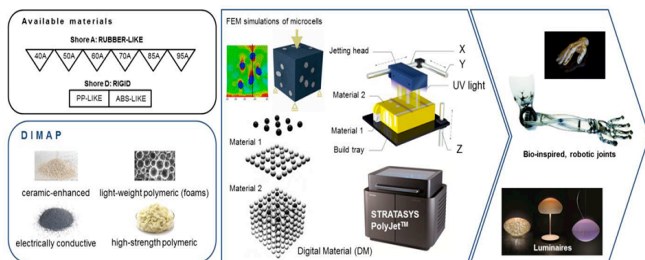 Available materials
Shore A: RUBBER-LIKE
40A 50A 60A 70A 85A 95A
Shore D: RIGID
PP-LIKE ABS-LIKE
DIMAP
ceramic-enhanced
light-weight polymeric (foams)
electrically conductive
high-strength polymeric
FEM simulations of microcells
Material 1
Material 2
Digital Material (DM)
Jetting head
X
Y
UV light
Material 2
Material 1
Build tray
Z
STRATASYS
PolyJet™
Bio-inspired, robotic joints
Luminaires